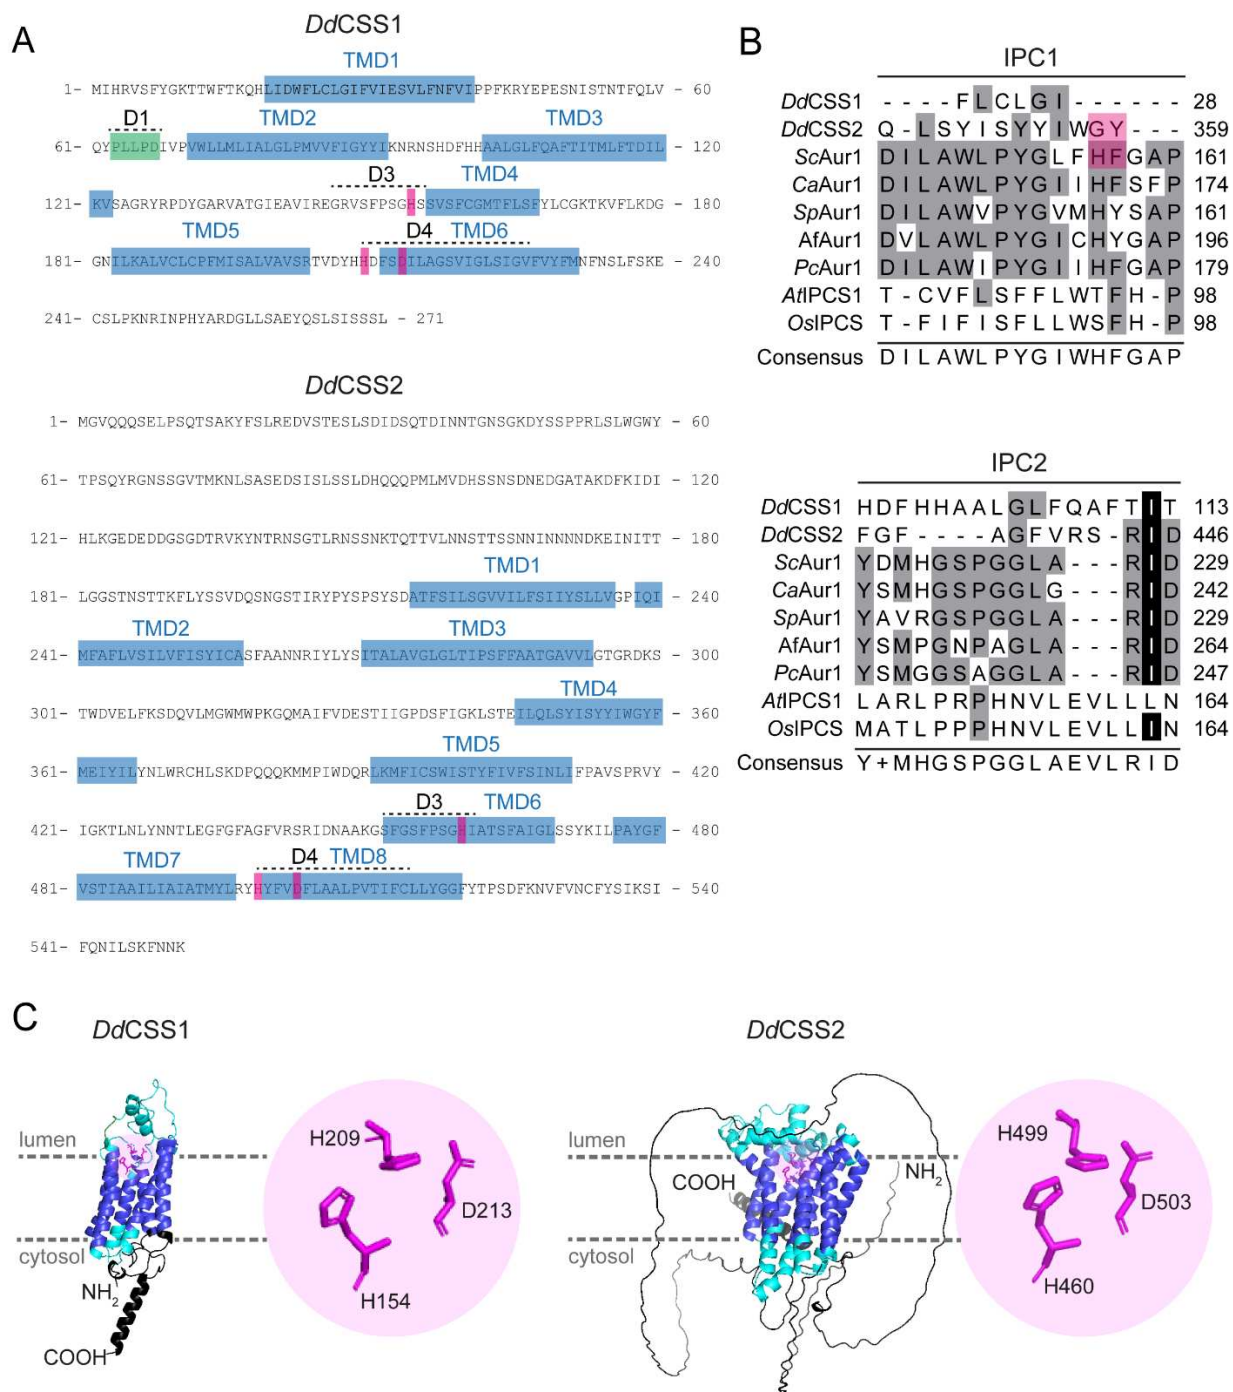 A
DdCSS1
TMD1
1- MIHRVSFYGKTTWFTKQHLIDWFLCLGIFVIESVLFNFVIPPFKRYEPESNISTNTFQLV - 60
D1 TMD2 TMD3
61- QYPLLPDIVPVWLLMLIALGLPMVVFIGYYIKNRNSHDFHHAALGLFQAFTITMLFTDIL - 120
D3 TMD4
121- KVSAGRYRPDYGARVATGIEAVIREGRVSFPSGHSSVSFCGMTFLSFYLCGKTKVFLKDG - 180
TMD5 D4 TMD6
181- GNILKALVCLCPFMISALVAVSRTVDYHHDFSDILAGSVIGLSIGVFVYFMNFNSLFSKE - 240
241- CSLPKNRINPHYARDGLLSAEYQSLSISSSL - 271
DdCSS2
1- MGVQQQSELPSQTSAKYFSLREDVSTESLSDIDSQTDINNTGNSGKDYSSPPRLSLWGWY - 60
61- TPSQYRGNSSGVTMKNLSASEDSISLSSLDHQQQPMLMVDHSSNSDNEDGATAKDFKIDI - 120
121- HLKGEDEDDGSGDTRVKYNTRNSGTLRNSSNKTQTTVLNNSTTSSNNINNNNDKEINITT - 180
TMD1
181- LGGSTNSTTKFLYSSVDQSNGSTIRYPYSPSYSDATFSILSGVVILFSIIYSLLVGPIQI - 240
TMD2 TMD3
241- MFAFLVSILVFISYICASFAANNRIYLYSITALAVGLGLTIPSFFAATGAVVLGTGRDKS - 300
TMD4
301- TWDVELFKSDQVLMGWMWPKGQMAIFVDESTIIGPDSFIGKLSTEILQLSYISYYIWGYF - 360
TMD5
361- MEIYILYNLWRCHLSKDPQQQKMMPIWDQRLKMFICSWISTYFIVFSINLIFPAVSPRVY - 420
D3 TMD6
421- IGKTLNLYNNTLEGFGFAGFVRSRIDNAAKGSFGSFPSGHIATSFAIGLSSYKILPAYGF - 480
TMD7 D4 TMD8
481- VSTIAAILIAIATMYLRYHYFVDFLAALPVTIFCLLYGGFYTPSDFKNVFVNCFYSIKSI - 540
541- FQNILSKFNNK
B
IPC1
DdCSS1 - - - - F L C L G I - - - - - - 28
DdCSS2 Q - L S Y I S Y Y I W G Y - - - 359
ScAur1 D I L A W L P Y G L F H F G A P 161
CaAur1 D I L A W L P Y G I I H F S F P 174
SpAur1 D I L A W V P Y G V M H Y S A P 161
AfAur1 D V L A W L P Y G I C H Y G A P 196
PcAur1 D I L A W I P Y G I I H F G A P 179
AtIPCS1 T - C V F L S F F L W T F H - P 98
OsIPCS T - F I F I S F L L W S F H - P 98
Consensus D I L A W L P Y G I W H F G A P
IPC2
DdCSS1 H D F H H A A L G L F Q A F T I T 113
DdCSS2 F G F - - - - A G F V R S - R I D 446
ScAur1 Y D M H G S P G G L A - - - R I D 229
CaAur1 Y S M H G S P G G L G - - - R I D 242
SpAur1 Y A V R G S P G G L A - - - R I D 229
AfAur1 Y S M P G N P A G L A - - - R I D 264
PcAur1 Y S M G G S A G G L A - - - R I D 247
AtIPCS1 L A R L P R P H N V L E V L L L N 164
OsIPCS M A T L P P P H N V L E V L L I N 164
Consensus Y + M H G S P G G L A E V L R I D
C
DdCSS1
lumen
cytosol
NH2
COOH
H209
D213
H154
DdCSS2
lumen
COOH
NH2
cytosol
H499
D503
H460